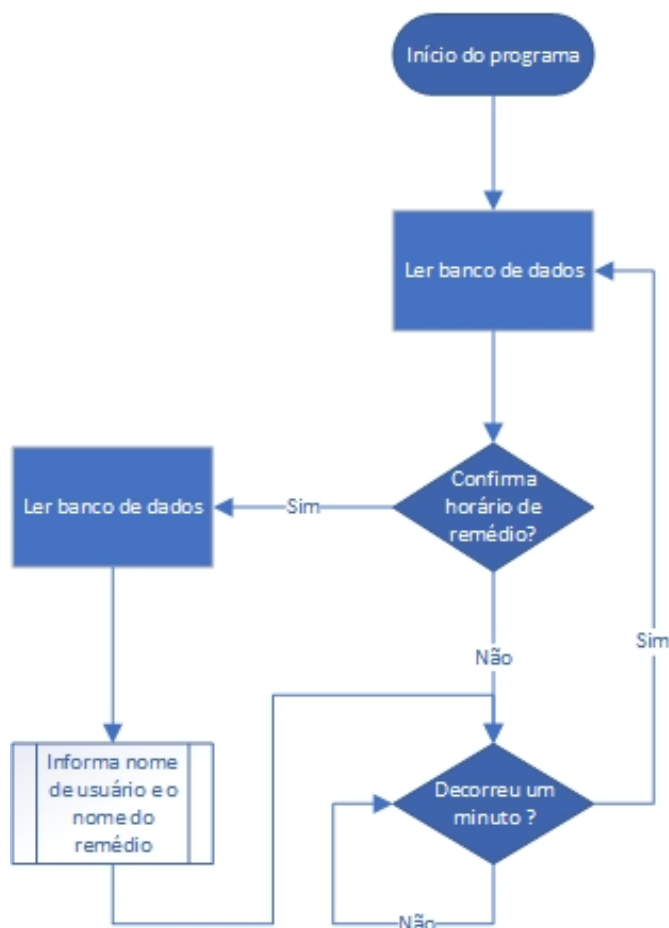 Início do programa
Ler banco de dados
Confirma
horário de
remédio?
Sim
Ler banco de dados
Não
Sim
Informa nome
de usuário e o
nome do
remédio
Decorreu um
minuto ?
Não